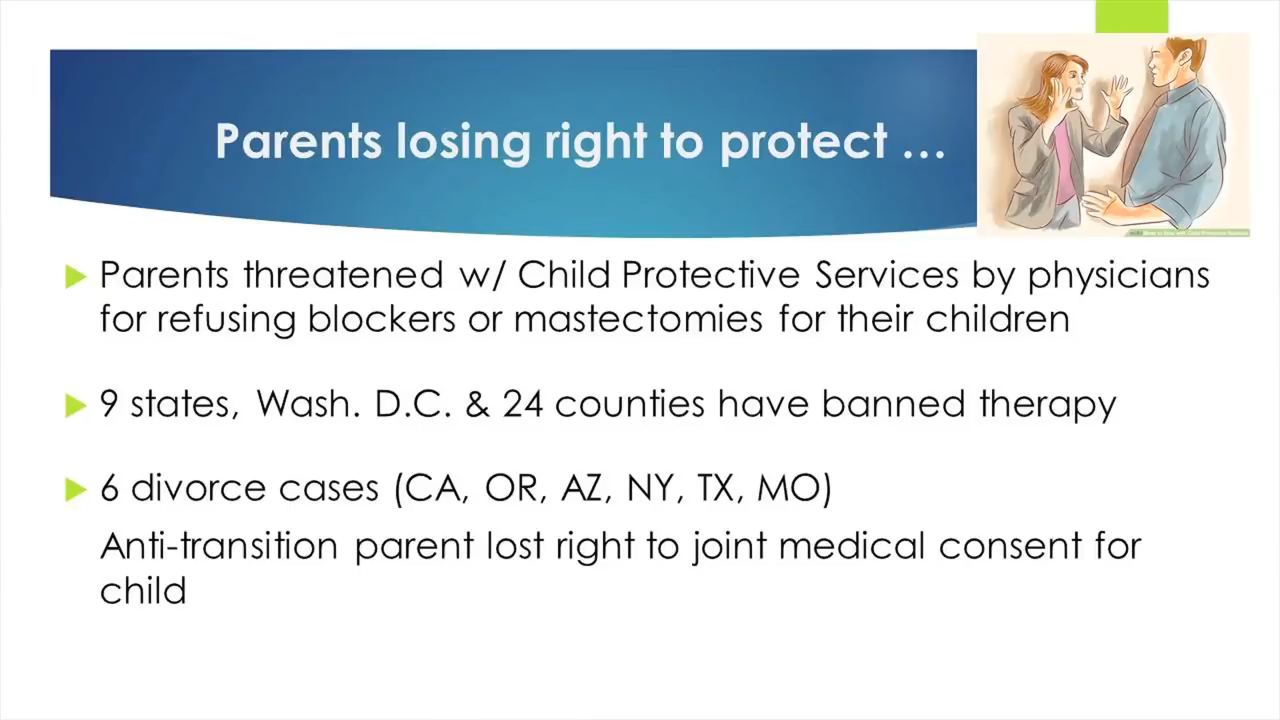 Parents losing right to protect …
Parents threatened w/ Child Protective Services by physicians
for refusing blockers or mastectomies for their children
9 states, Wash. D.C. & 24 counties have banned therapy
6 divorce cases (CA, OR, AZ, NY, TX, MO)
Anti-transition parent lost right to joint medical consent for
child